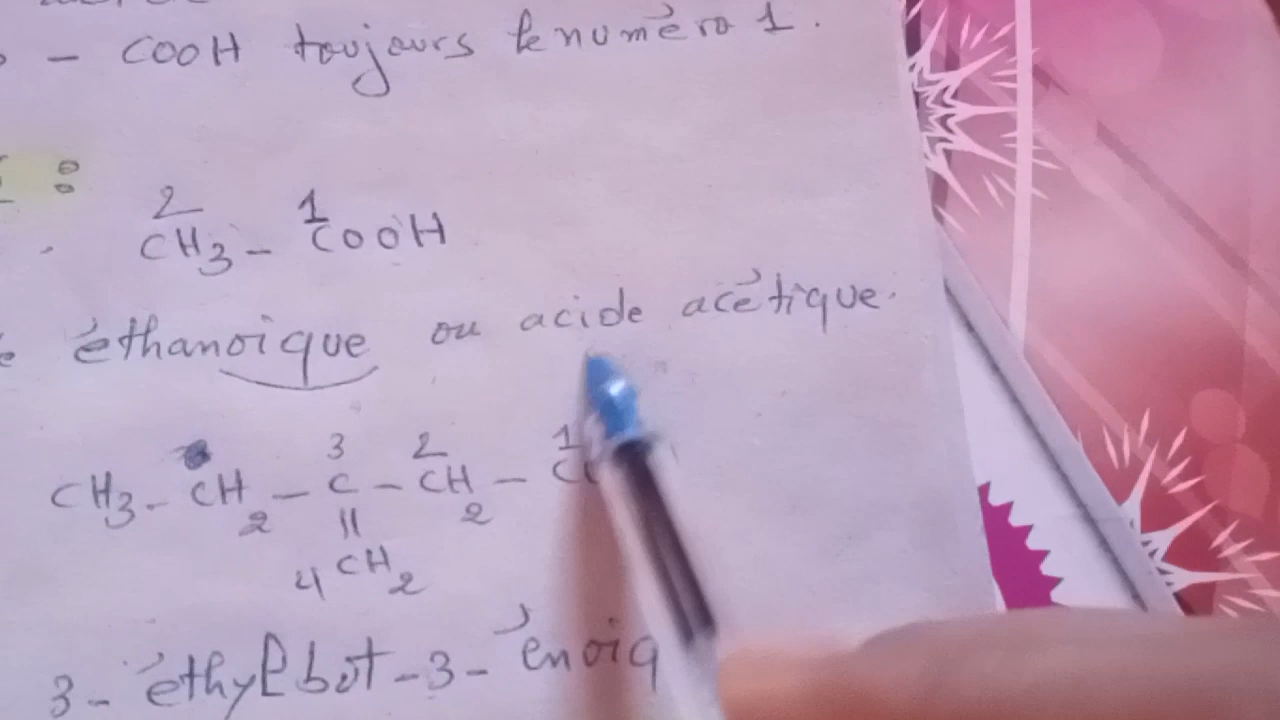 - COOH toujours le numéro 1.
:
2 1
CH3 - COOH
éthanoïque ou acide acétique.
3 2 1
CH3 - CH2 - C - CH2 - C
||
4 CH2
3 - éthyl but - 3 - énoiq